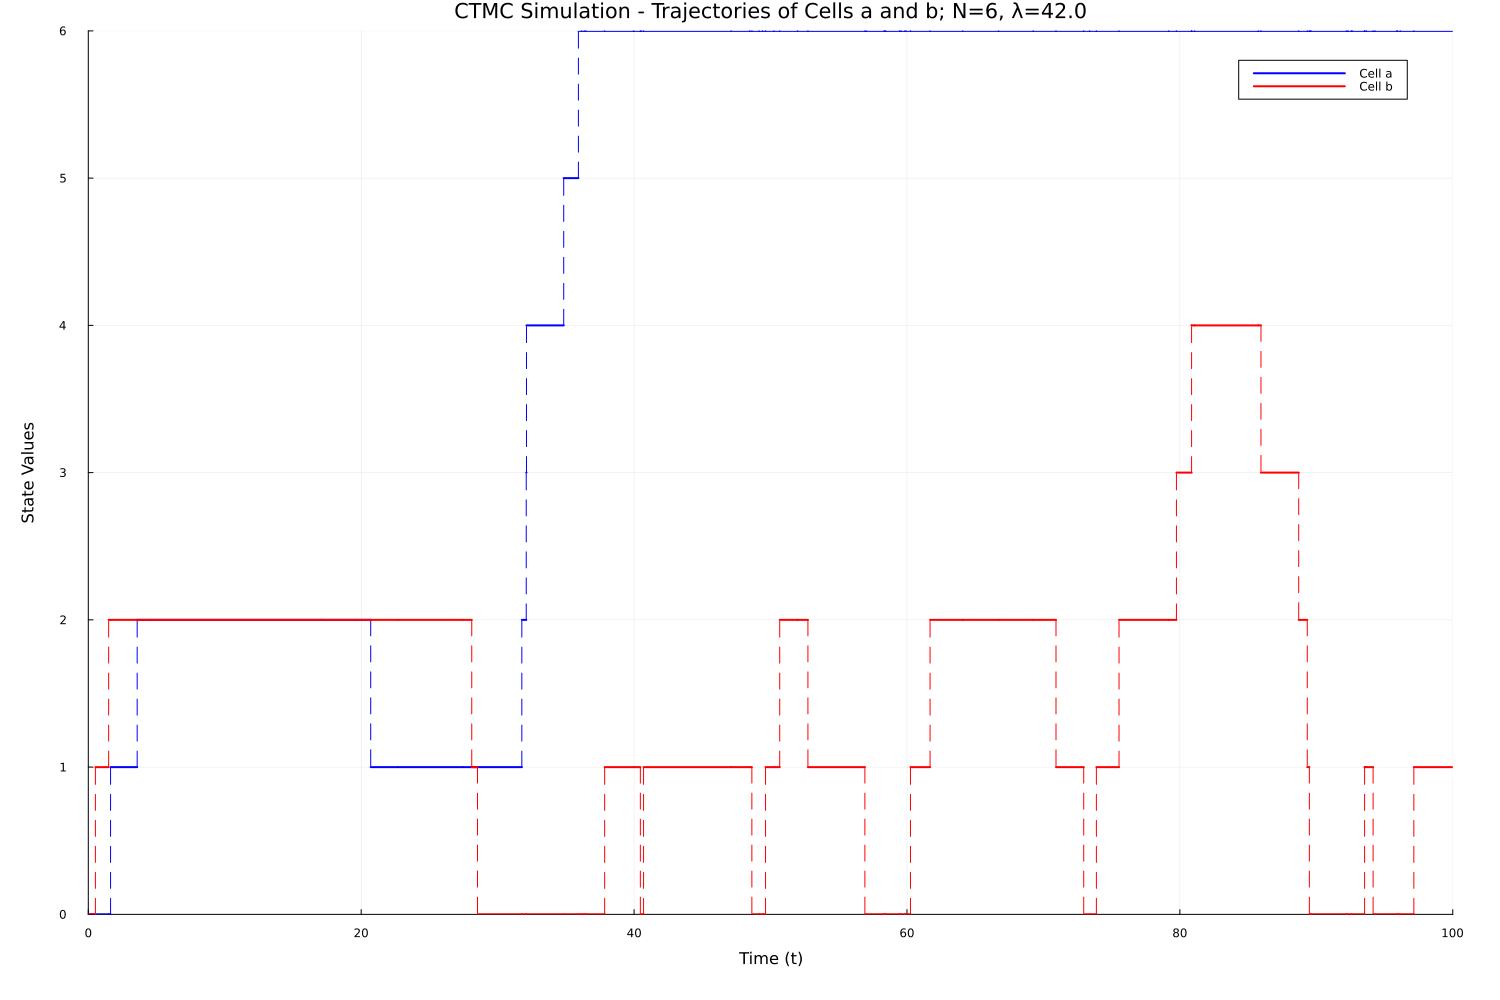 CTMC Simulation - Trajectories of Cells a and b; N=6, λ=42.0
6
5
4
3
2
1
0
State Values
Cell a
Cell b
0 20 40 60 80 100
Time (t)